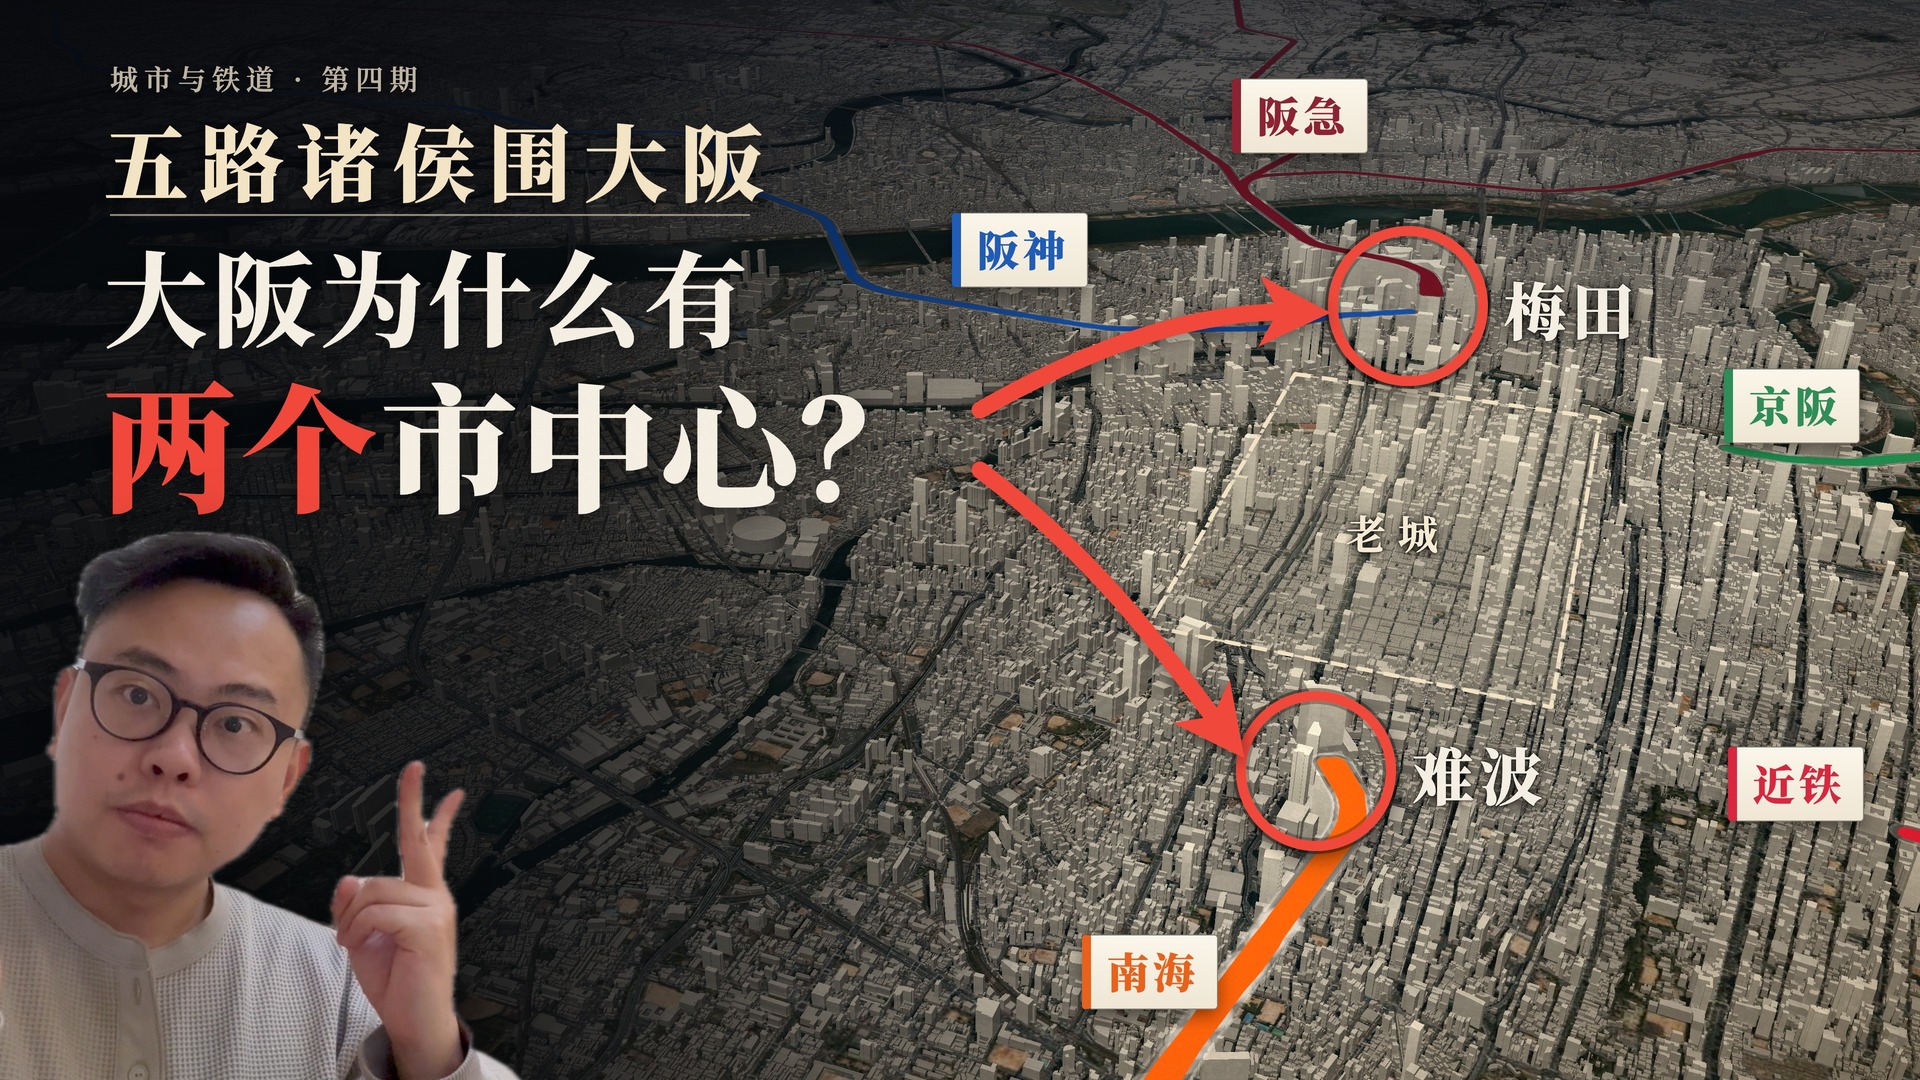 城市与铁道 · 第四期
五路诸侯围大阪
大阪为什么有
两个市中心?
阪急
阪神
梅田
京阪
老城
难波
近铁
南海